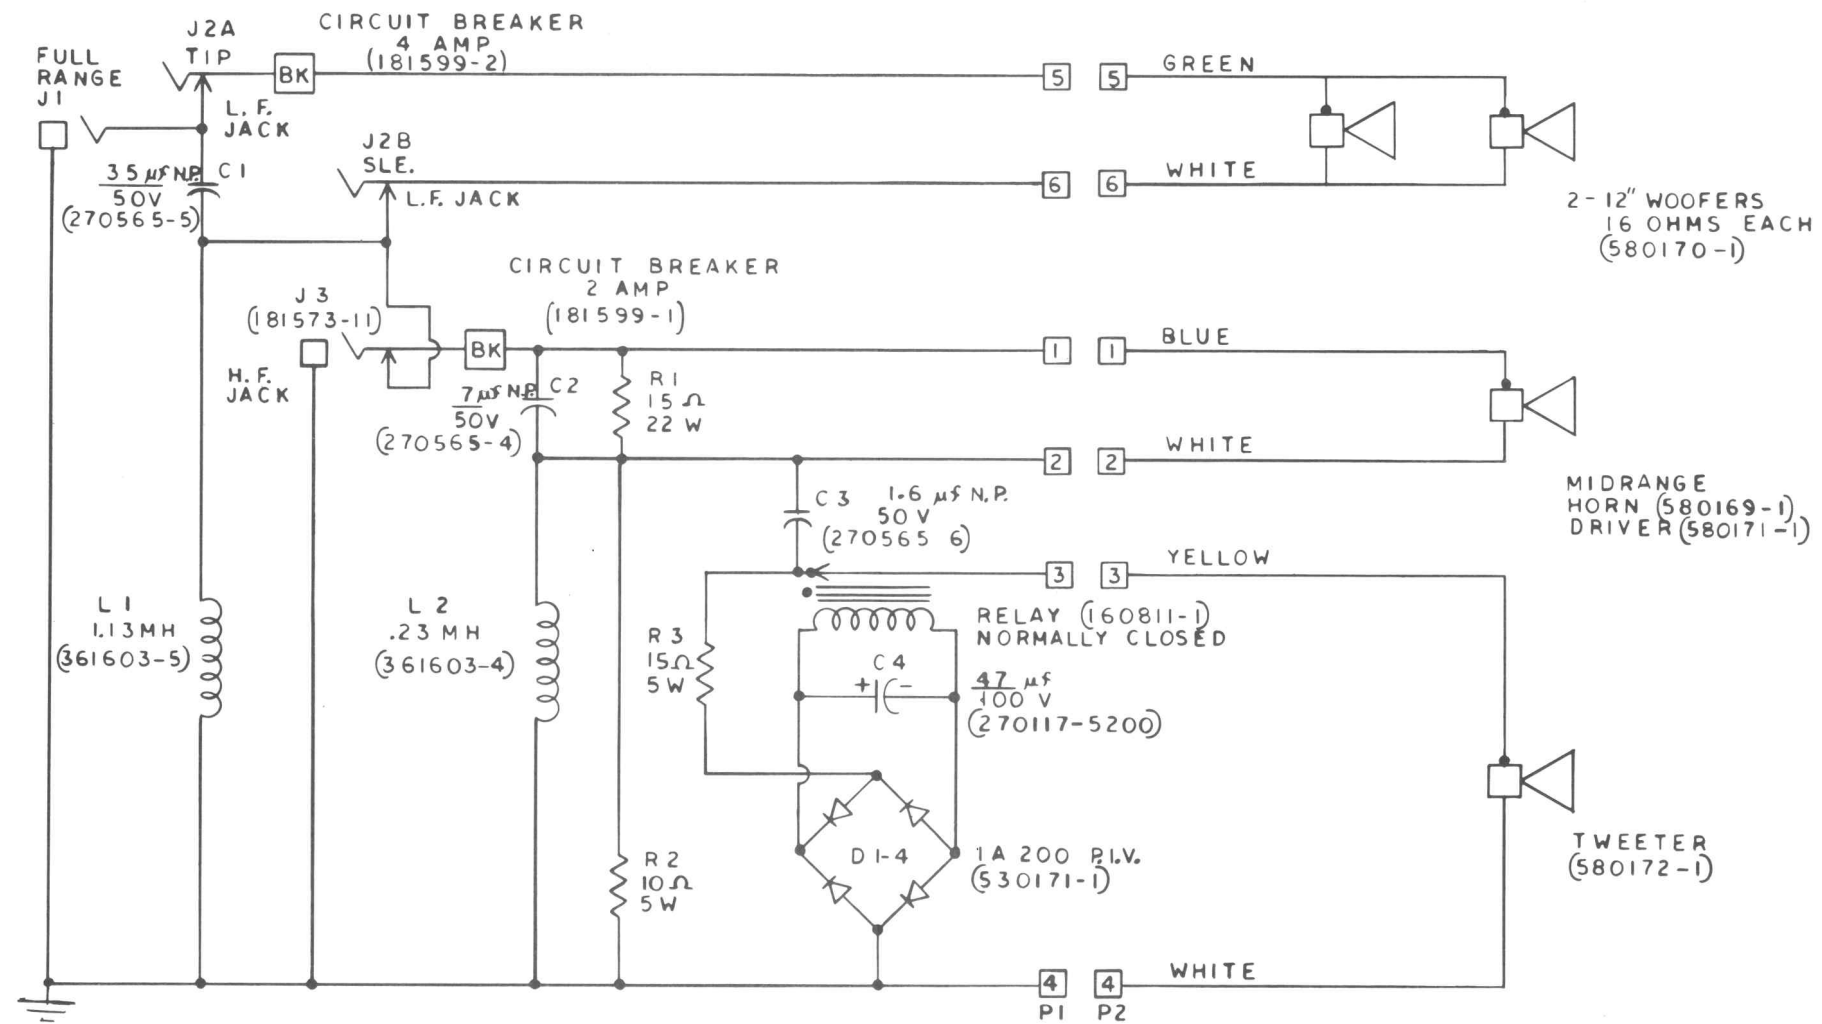 J2A
TIP
CIRCUIT BREAKER
4 AMP
(181599-2)
BK
FULL
RANGE
J1
L.F.
JACK
5
5
GREEN
J2B
SLE.
L.F. JACK
35 µf N.P.
50V
(270565-5)
C1
6
6
WHITE
2-12" WOOFERS
16 OHMS EACH
(580170-1)
CIRCUIT BREAKER
2 AMP
(181599-1)
J3
(181573-11)
H.F.
JACK
BK
1
1
BLUE
7 µf N.P.
50V
(270565-4)
C2
R1
15Ω
22 W
2
2
WHITE
MIDRANGE
HORN (580169-1)
DRIVER (580171-1)
C3 1.6 µf N.P.
50 V
(270565 6)
3
3
YELLOW
RELAY (160811-1)
NORMALLY CLOSED
L1
1.13MH
(361603-5)
L2
.23 MH
(361603-4)
R3
15Ω
5W
C4
+
-
47 µf
100 V
(270117-5200)
D1-4
1A 200 P.I.V.
(530171-1)
R2
10Ω
5W
TWEETER
(580172-1)
4
4
WHITE
P1
P2